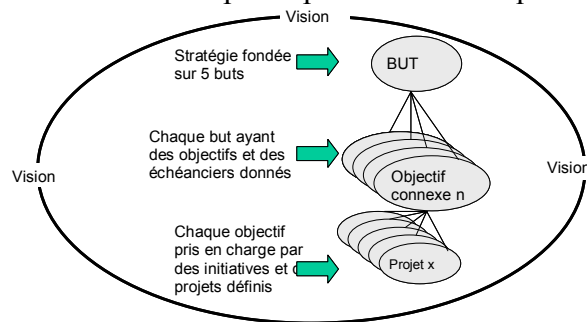 Vision
Stratégie fondée
sur 5 buts
BUT
Chaque but ayant
des objectifs et des
échéanciers donnés
Vision
Vision
Objectif
connexe n
Chaque objectif
pris en charge par
des initiatives et
projets définis
Projet x